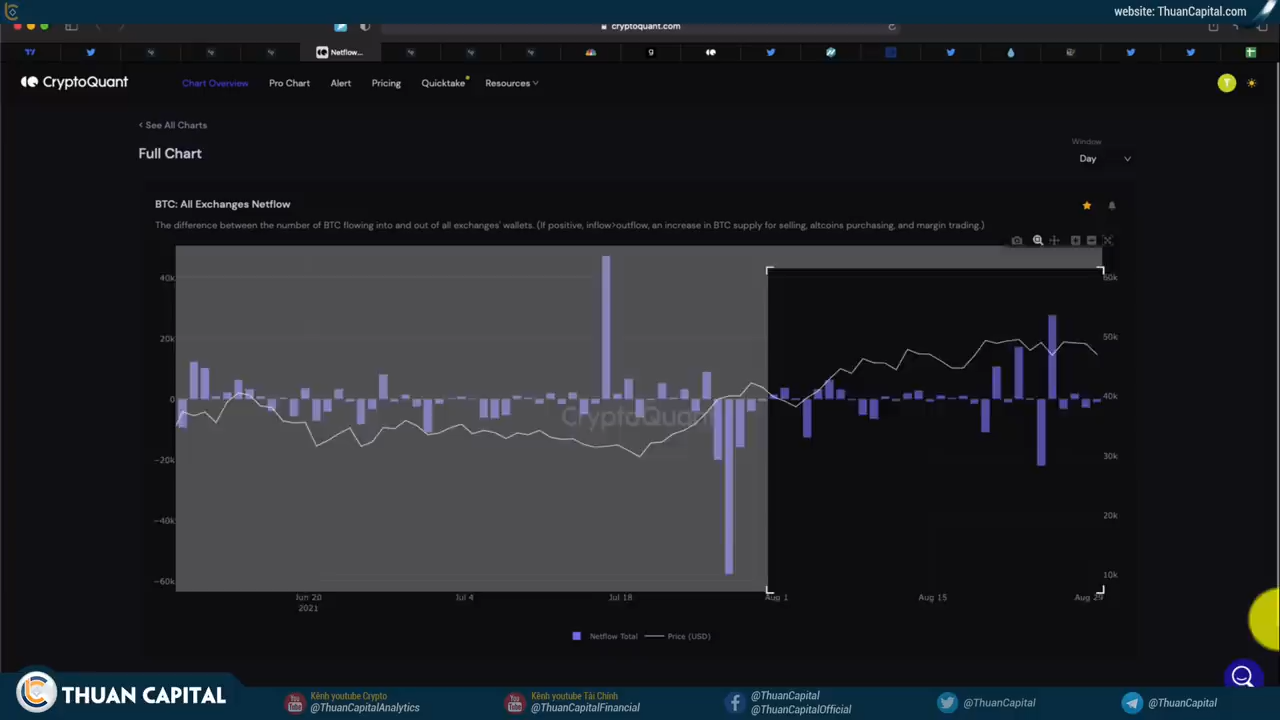 website: ThuanCapital.com
cryptoquant.com
Netflow...
CryptoQuant
Chart Overview
Pro Chart
Alert
Pricing
Quicktake
Resources
T
< See All Charts
Full Chart
Window
Day
BTC: All Exchanges Netflow
The difference between the number of BTC flowing into and out of all exchanges' wallets. (If positive, inflow>outflow, an increase in BTC supply for selling, altcoins purchasing, and margin trading.)
40k
20k
0
−20k
−40k
−60k
60k
50k
40k
30k
20k
10k
CryptoQuant
Jun 20
2021
Jul 4
Jul 18
Aug 1
Aug 15
Aug 29
Netflow Total
Price (USD)
THUAN CAPITAL
Kênh youtube Crypto
@ThuanCapitalAnalytics
Kênh youtube Tài Chính
@ThuanCapitalFinancial
@ThuanCapital
@ThuanCapitalOfficial
@ThuanCapital
@ThuanCapital